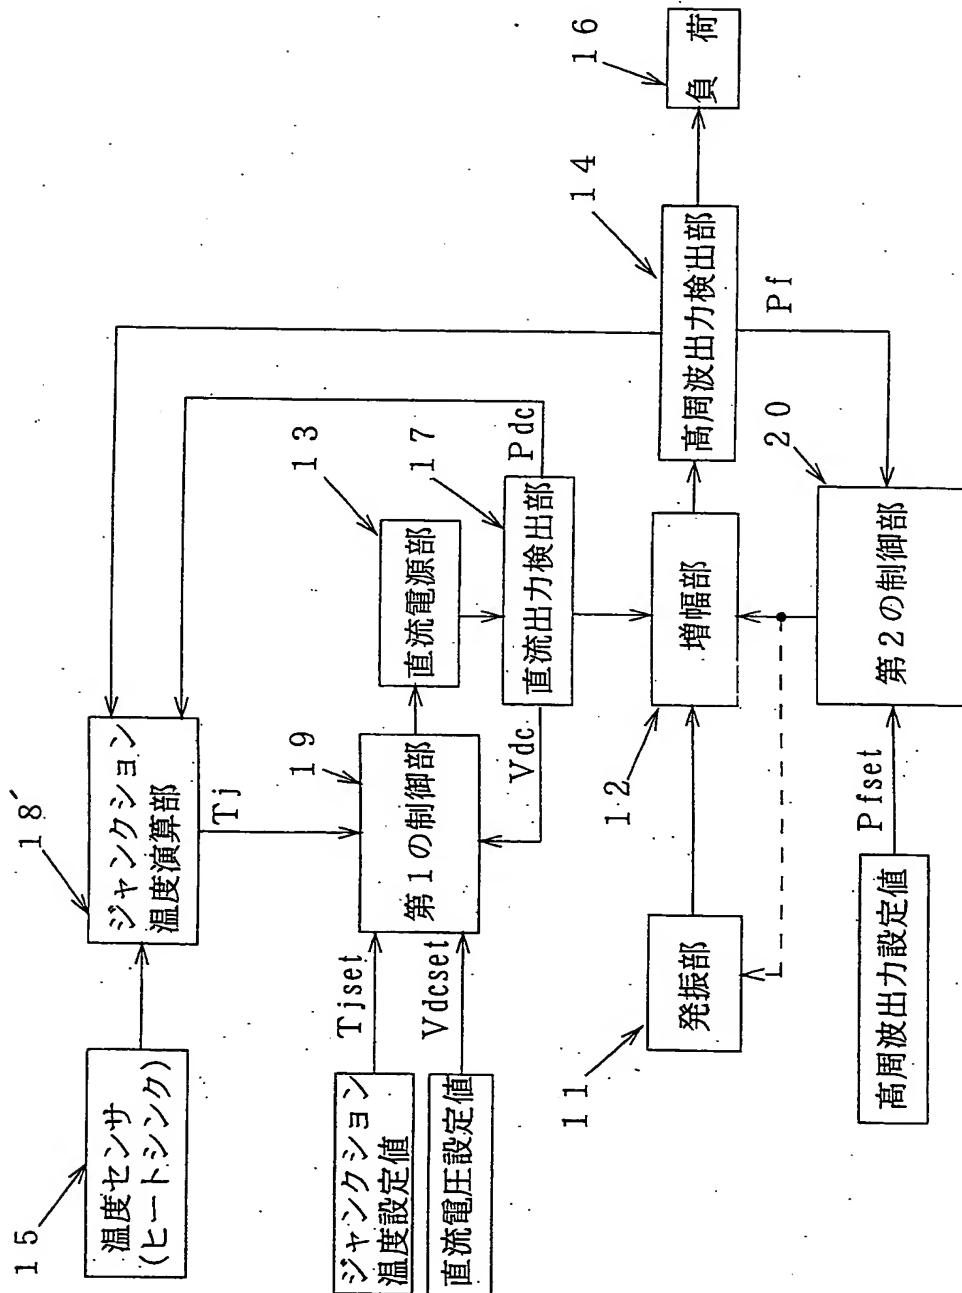 15
温度センサ
(ヒートシンク)
18´
ジャンクション
温度演算部
Tj
ジャンクション
温度設定値
Tjset
直流電圧設定値
Vdcset
19
第1の制御部
13
直流電源部
17
直流出力検出部
Pdc
Vdc
11
発振部
12
増幅部
14
高周波出力検出部
Pf
16
負 荷
高周波出力設定値
Pfset
20
第2の制御部